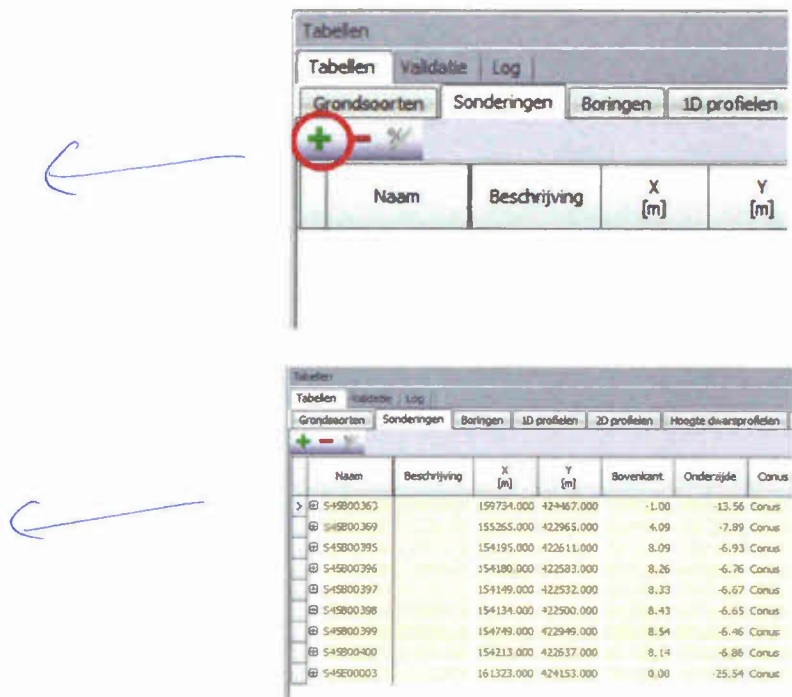 Tabellen
Tabellen Validatie Log
Grondsoorten Sonderingen Boringen 1D profielen
Naam Beschrijving X [m] Y [m]
Tabellen
Tabellen Validatie Log
Grondsoorten Sonderingen Boringen 1D profielen 2D profielen Hoogte dwarsprofielen
Naam Beschrijving X [m] Y [m] Bovenkant Onderzijde Conus
S45B00363 159734.000 424467.000 -1.00 -13.56 Conus
S45B00369 155265.000 422965.000 4.09 -7.89 Conus
S45B00395 154195.000 422611.000 8.09 -6.93 Conus
S45B00396 154180.000 422583.000 8.26 -6.76 Conus
S45B00397 154149.000 422532.000 8.33 -6.67 Conus
S45B00398 154134.000 422500.000 8.43 -6.65 Conus
S45B00399 154749.000 422949.000 8.54 -6.46 Conus
S45B00400 154213.000 422637.000 8.14 -6.86 Conus
S45E00003 161323.000 424153.000 0.00 -25.54 Conus